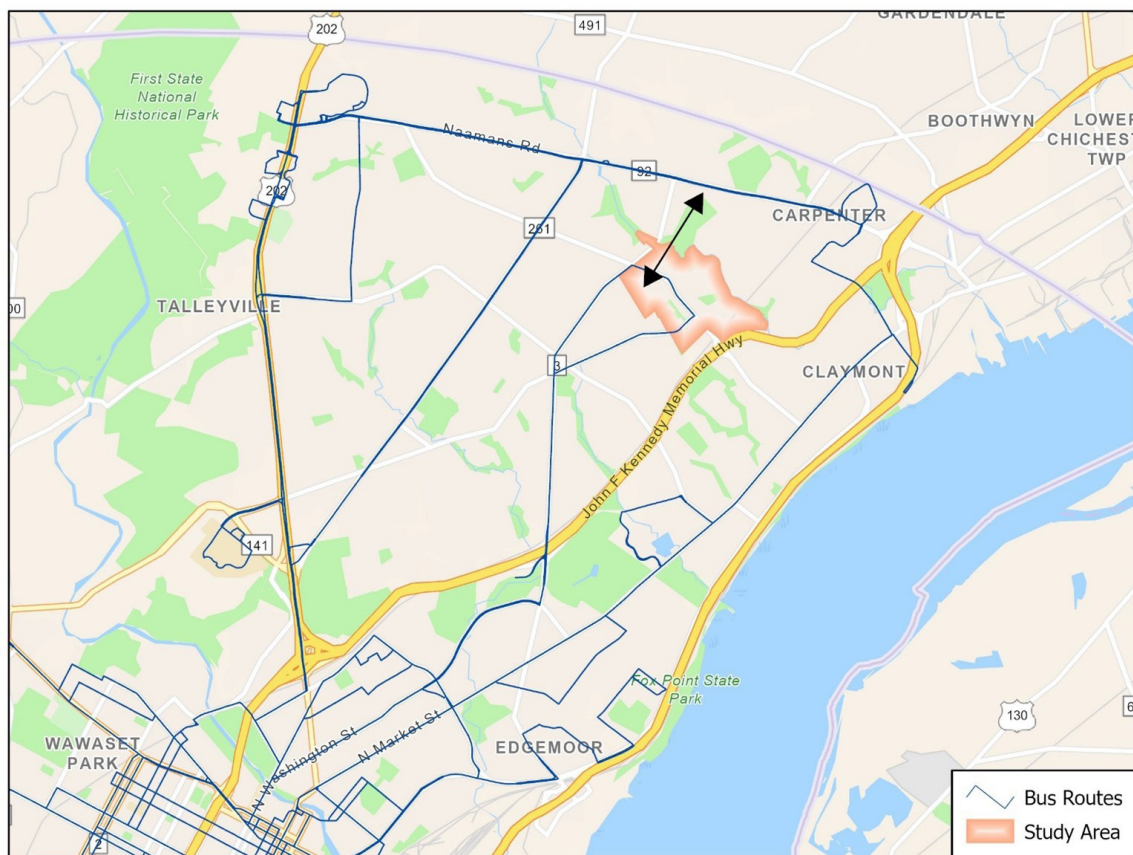 GARDENDALE
202
491
First State
National
Historical Park
BOOTHWYN
LOWER
CHICHEST
TWP
Naamans Rd
92
202
CARPENTER
261
TALLEYVILLE
00
3
CLAYMONT
John F Kennedy Memorial Hwy
141
Fox Point State
Park
N Washington St
N Market St
EDGEMOOR
WAWASET
PARK
130
6
2
Bus Routes
Study Area